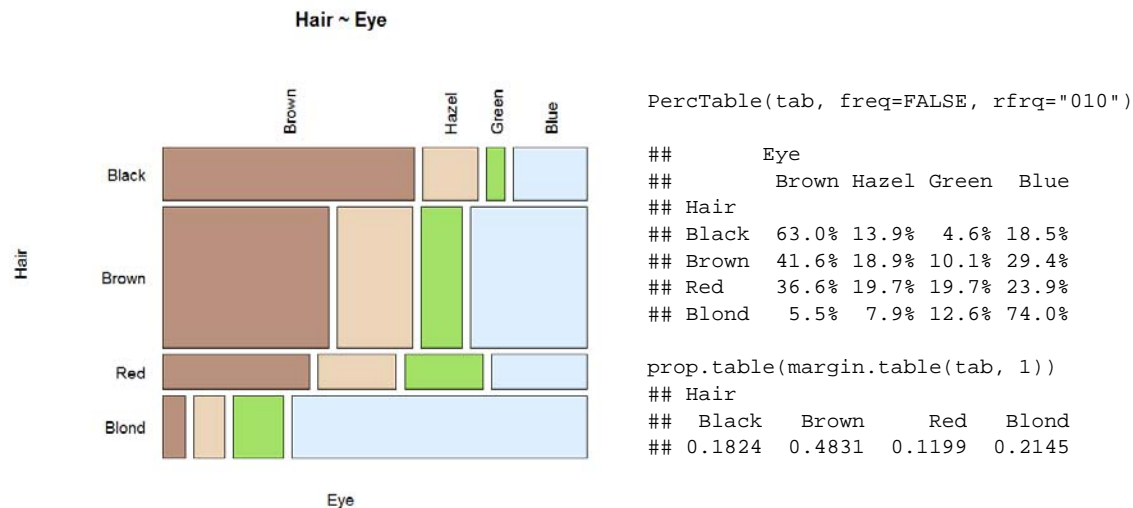 Hair ~ Eye
Brown
Hazel
Green
Blue
Black
Brown
Red
Blond
Hair
Eye
PercTable(tab, freq=FALSE, rfrq="010")
##       Eye
##        Brown Hazel Green  Blue
## Hair
## Black  63.0% 13.9%  4.6% 18.5%
## Brown  41.6% 18.9% 10.1% 29.4%
## Red    36.6% 19.7% 19.7% 23.9%
## Blond   5.5%  7.9% 12.6% 74.0%
prop.table(margin.table(tab, 1))
## Hair
##  Black   Brown     Red   Blond
## 0.1824  0.4831  0.1199  0.2145